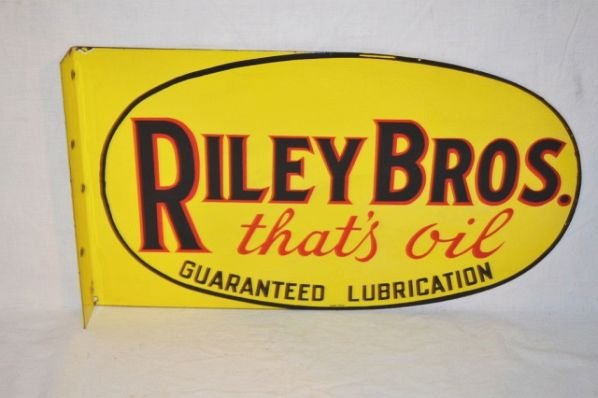 RILEY BROS.
that's oil
GUARANTEED LUBRICATION